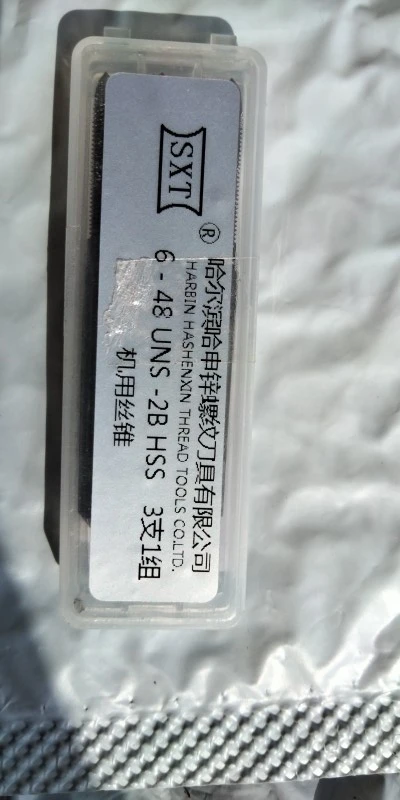 SXT
®
哈尔滨哈申锌螺纹刀具有限公司
HARBIN HASHENXIN THREAD TOOLS CO.LTD.
6 - 48 UNS -2B HSS 3支1组
机用丝锥